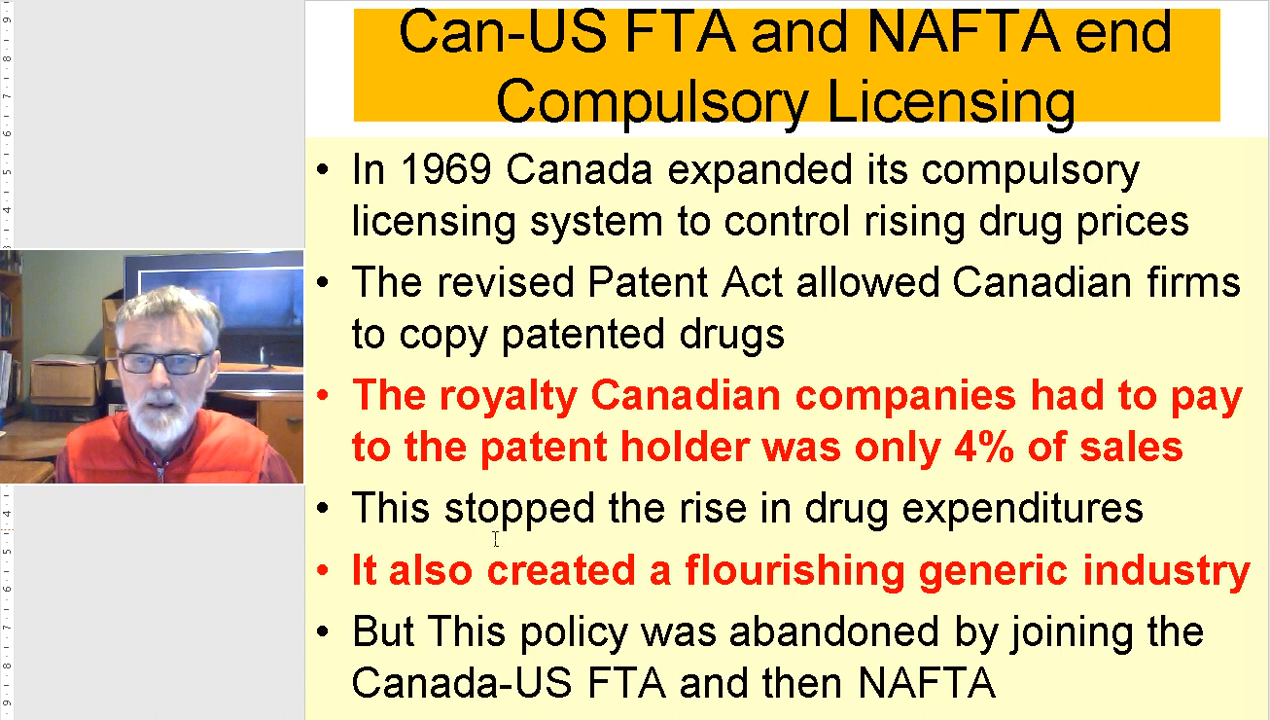 Can-US FTA and NAFTA end
Compulsory Licensing
• In 1969 Canada expanded its compulsory
licensing system to control rising drug prices
• The revised Patent Act allowed Canadian firms
to copy patented drugs
• The royalty Canadian companies had to pay
to the patent holder was only 4% of sales
• This stopped the rise in drug expenditures
• It also created a flourishing generic industry
• But This policy was abandoned by joining the
Canada-US FTA and then NAFTA